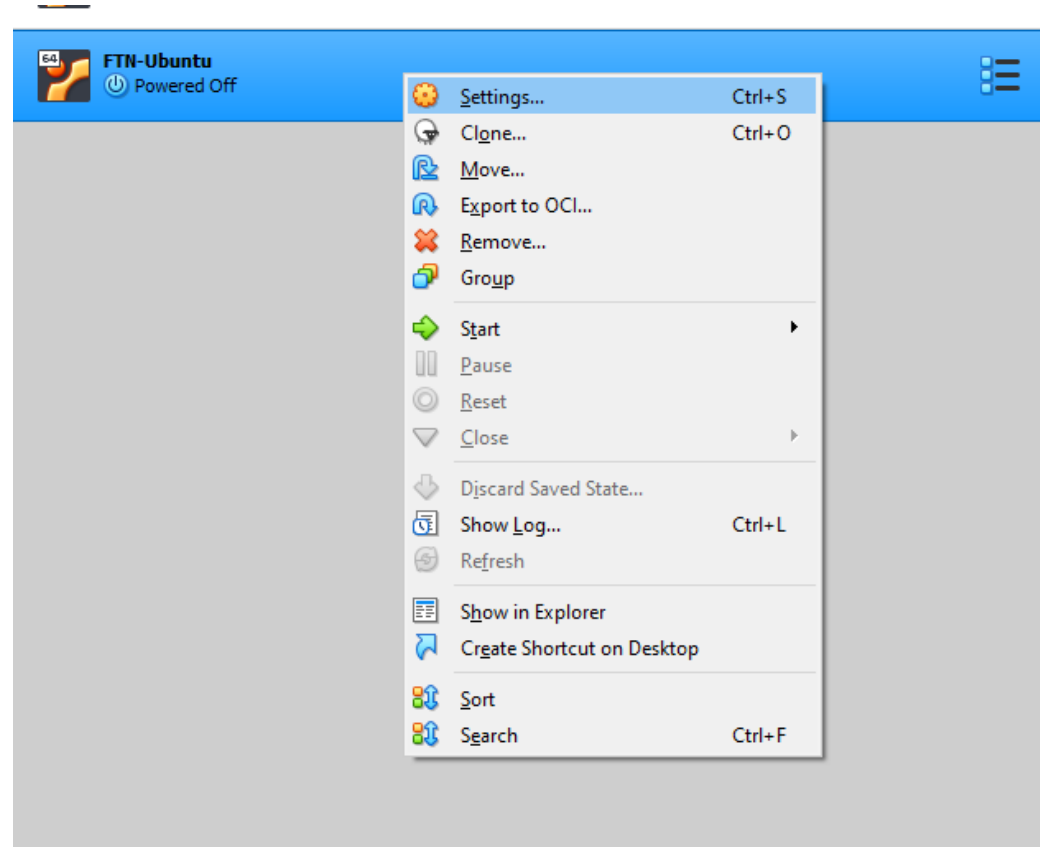 64
FTN-Ubuntu
Powered Off
Settings... Ctrl+S
Clone... Ctrl+O
Move...
Export to OCI...
Remove...
Group
Start
Pause
Reset
Close
Discard Saved State...
Show Log... Ctrl+L
Refresh
Show in Explorer
Create Shortcut on Desktop
Sort
Search Ctrl+F